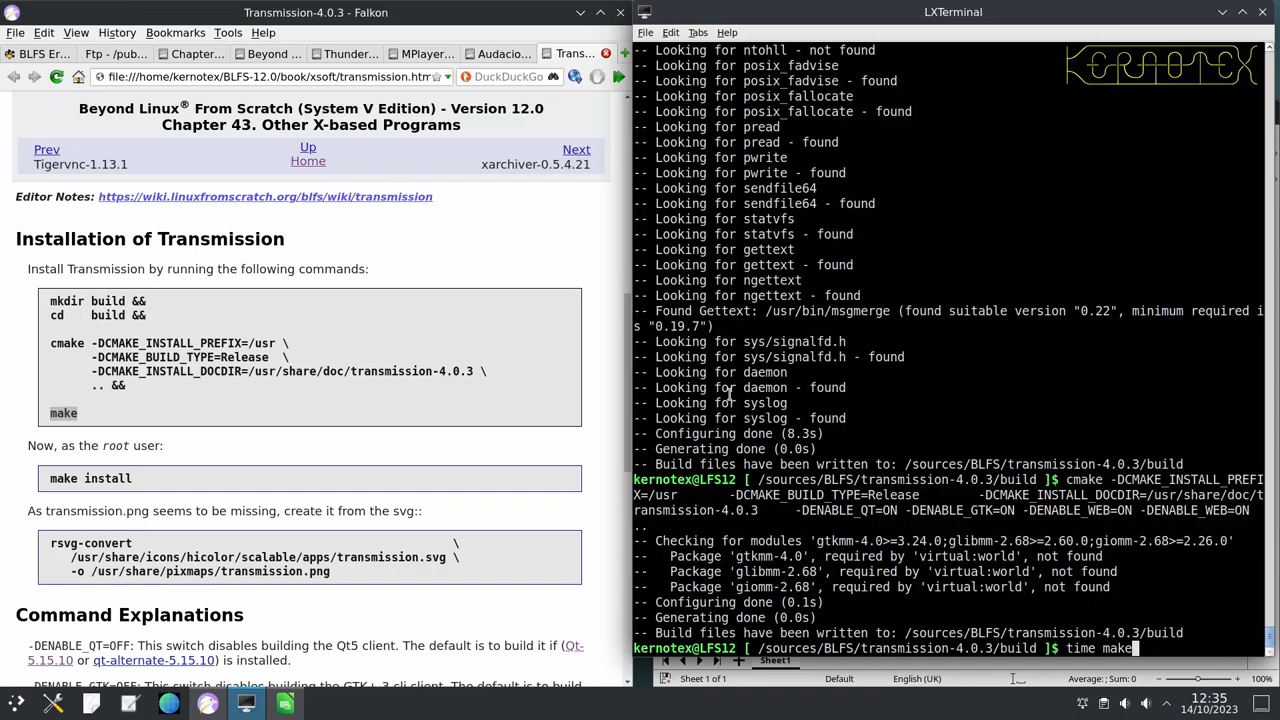 Transmission-4.0.3 - Falkon
File Edit View History Bookmarks Tools Help
BLFS Er... Ftp - /pub... Chapter... Beyond ... Thunder... MPlayer... Audacio... Trans...
file:///home/kernotex/BLFS-12.0/book/xsoft/transmission.htm DuckDuckGo
Beyond Linux® From Scratch (System V Edition) - Version 12.0
Chapter 43. Other X-based Programs
Prev Up Next
Tigervnc-1.13.1 Home xarchiver-0.5.4.21
Editor Notes: https://wiki.linuxfromscratch.org/blfs/wiki/transmission
Installation of Transmission
Install Transmission by running the following commands:
mkdir build &&
cd    build &&
cmake -DCMAKE_INSTALL_PREFIX=/usr \
-DCMAKE_BUILD_TYPE=Release  \
-DCMAKE_INSTALL_DOCDIR=/usr/share/doc/transmission-4.0.3 \
.. &&
make
Now, as the root user:
make install
As transmission.png seems to be missing, create it from the svg::
rsvg-convert \
/usr/share/icons/hicolor/scalable/apps/transmission.svg \
-o /usr/share/pixmaps/transmission.png
Command Explanations
-DENABLE_QT=OFF: This switch disables building the Qt5 client. The default is to build it if (Qt-
5.15.10 or qt-alternate-5.15.10) is installed.
LXTerminal
File Edit Tabs Help
KERNOTEX
-- Looking for ntohll - not found
-- Looking for posix_fadvise
-- Looking for posix_fadvise - found
-- Looking for posix_fallocate
-- Looking for posix_fallocate - found
-- Looking for pread
-- Looking for pread - found
-- Looking for pwrite
-- Looking for pwrite - found
-- Looking for sendfile64
-- Looking for sendfile64 - found
-- Looking for statvfs
-- Looking for statvfs - found
-- Looking for gettext
-- Looking for gettext - found
-- Looking for ngettext
-- Looking for ngettext - found
-- Found Gettext: /usr/bin/msgmerge (found suitable version "0.22", minimum required i
s "0.19.7")
-- Looking for sys/signalfd.h
-- Looking for sys/signalfd.h - found
-- Looking for daemon
-- Looking for daemon - found
-- Looking for syslog
-- Looking for syslog - found
-- Configuring done (8.3s)
-- Generating done (0.0s)
-- Build files have been written to: /sources/BLFS/transmission-4.0.3/build
kernotex@LFS12 [ /sources/BLFS/transmission-4.0.3/build ]$ cmake -DCMAKE_INSTALL_PREFI
X=/usr       -DCMAKE_BUILD_TYPE=Release       -DCMAKE_INSTALL_DOCDIR=/usr/share/doc/t
ransmission-4.0.3     -DENABLE_QT=ON -DENABLE_GTK=ON -DENABLE_WEB=ON -DENABLE_WEB=ON
..
-- Checking for modules 'gtkmm-4.0>=3.24.0;glibmm-2.68>=2.60.0;giomm-2.68>=2.26.0'
--   Package 'gtkmm-4.0', required by 'virtual:world', not found
--   Package 'glibmm-2.68', required by 'virtual:world', not found
--   Package 'giomm-2.68', required by 'virtual:world', not found
-- Configuring done (0.1s)
-- Generating done (0.0s)
-- Build files have been written to: /sources/BLFS/transmission-4.0.3/build
kernotex@LFS12 [ /sources/BLFS/transmission-4.0.3/build ]$ time make
Sheet1
Sheet 1 of 1 Default English (UK) Average: ; Sum: 0 100%
12:35
14/10/2023